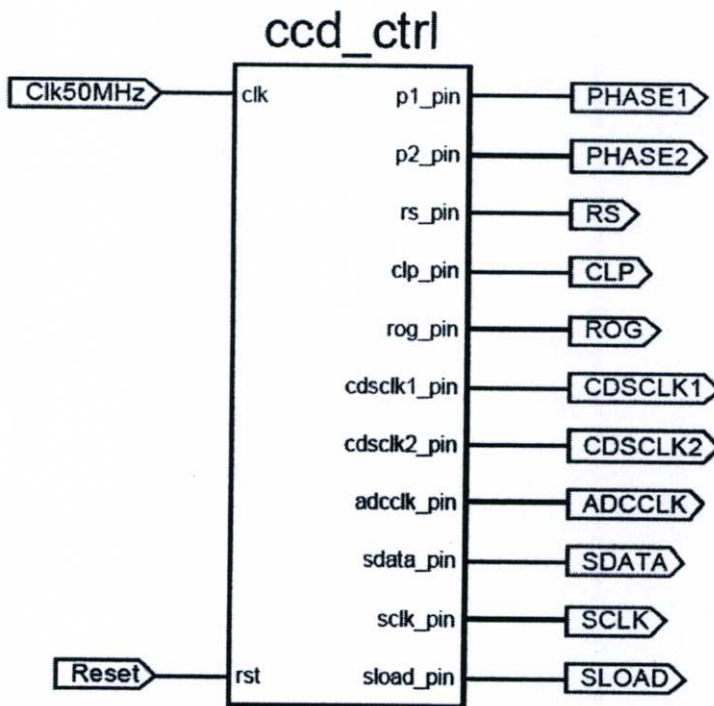 ccd_ctrl
Clk50MHz clk p1_pin PHASE1
p2_pin PHASE2
rs_pin RS
clp_pin CLP
rog_pin ROG
cdsclk1_pin CDSCLK1
cdsclk2_pin CDSCLK2
adcclk_pin ADCCLK
sdata_pin SDATA
sclk_pin SCLK
Reset rst sload_pin SLOAD